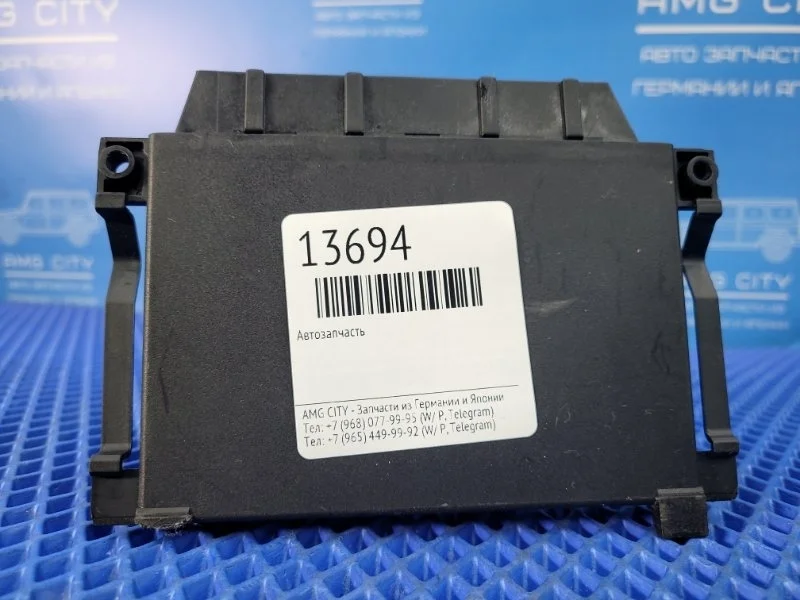 AMG CITY
АВТО ЗАПЧАСТИ
ГЕРМАНИИ И
13694
Автозапчасть
AMG CITY - Запчасти из Германии и Японии
Тел: +7 (968) 077-99-95 (W/ P, Telegram)
Тел: +7 (965) 449-99-92 (W/ P, Telegram)
AMG CITY